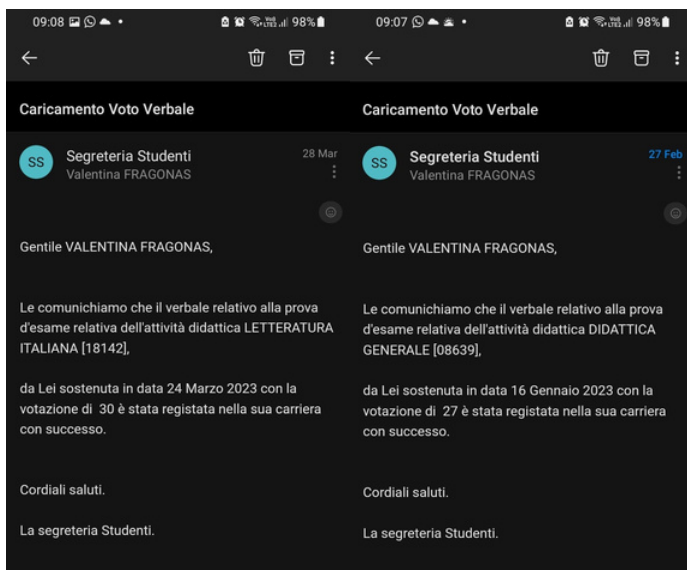 09:08 98%
Caricamento Voto Verbale
SS Segreteria Studenti 28 Mar
Valentina FRAGONAS
Gentile VALENTINA FRAGONAS,
Le comunichiamo che il verbale relativo alla prova
d'esame relativa dell'attività didattica LETTERATURA
ITALIANA [18142],
da Lei sostenuta in data 24 Marzo 2023 con la
votazione di 30 è stata registata nella sua carriera
con successo.
Cordiali saluti.
La segreteria Studenti.
09:07 98%
Caricamento Voto Verbale
SS Segreteria Studenti 27 Feb
Valentina FRAGONAS
Gentile VALENTINA FRAGONAS,
Le comunichiamo che il verbale relativo alla prova
d'esame relativa dell'attività didattica DIDATTICA
GENERALE [08639],
da Lei sostenuta in data 16 Gennaio 2023 con la
votazione di 27 è stata registata nella sua carriera
con successo.
Cordiali saluti.
La segreteria Studenti.